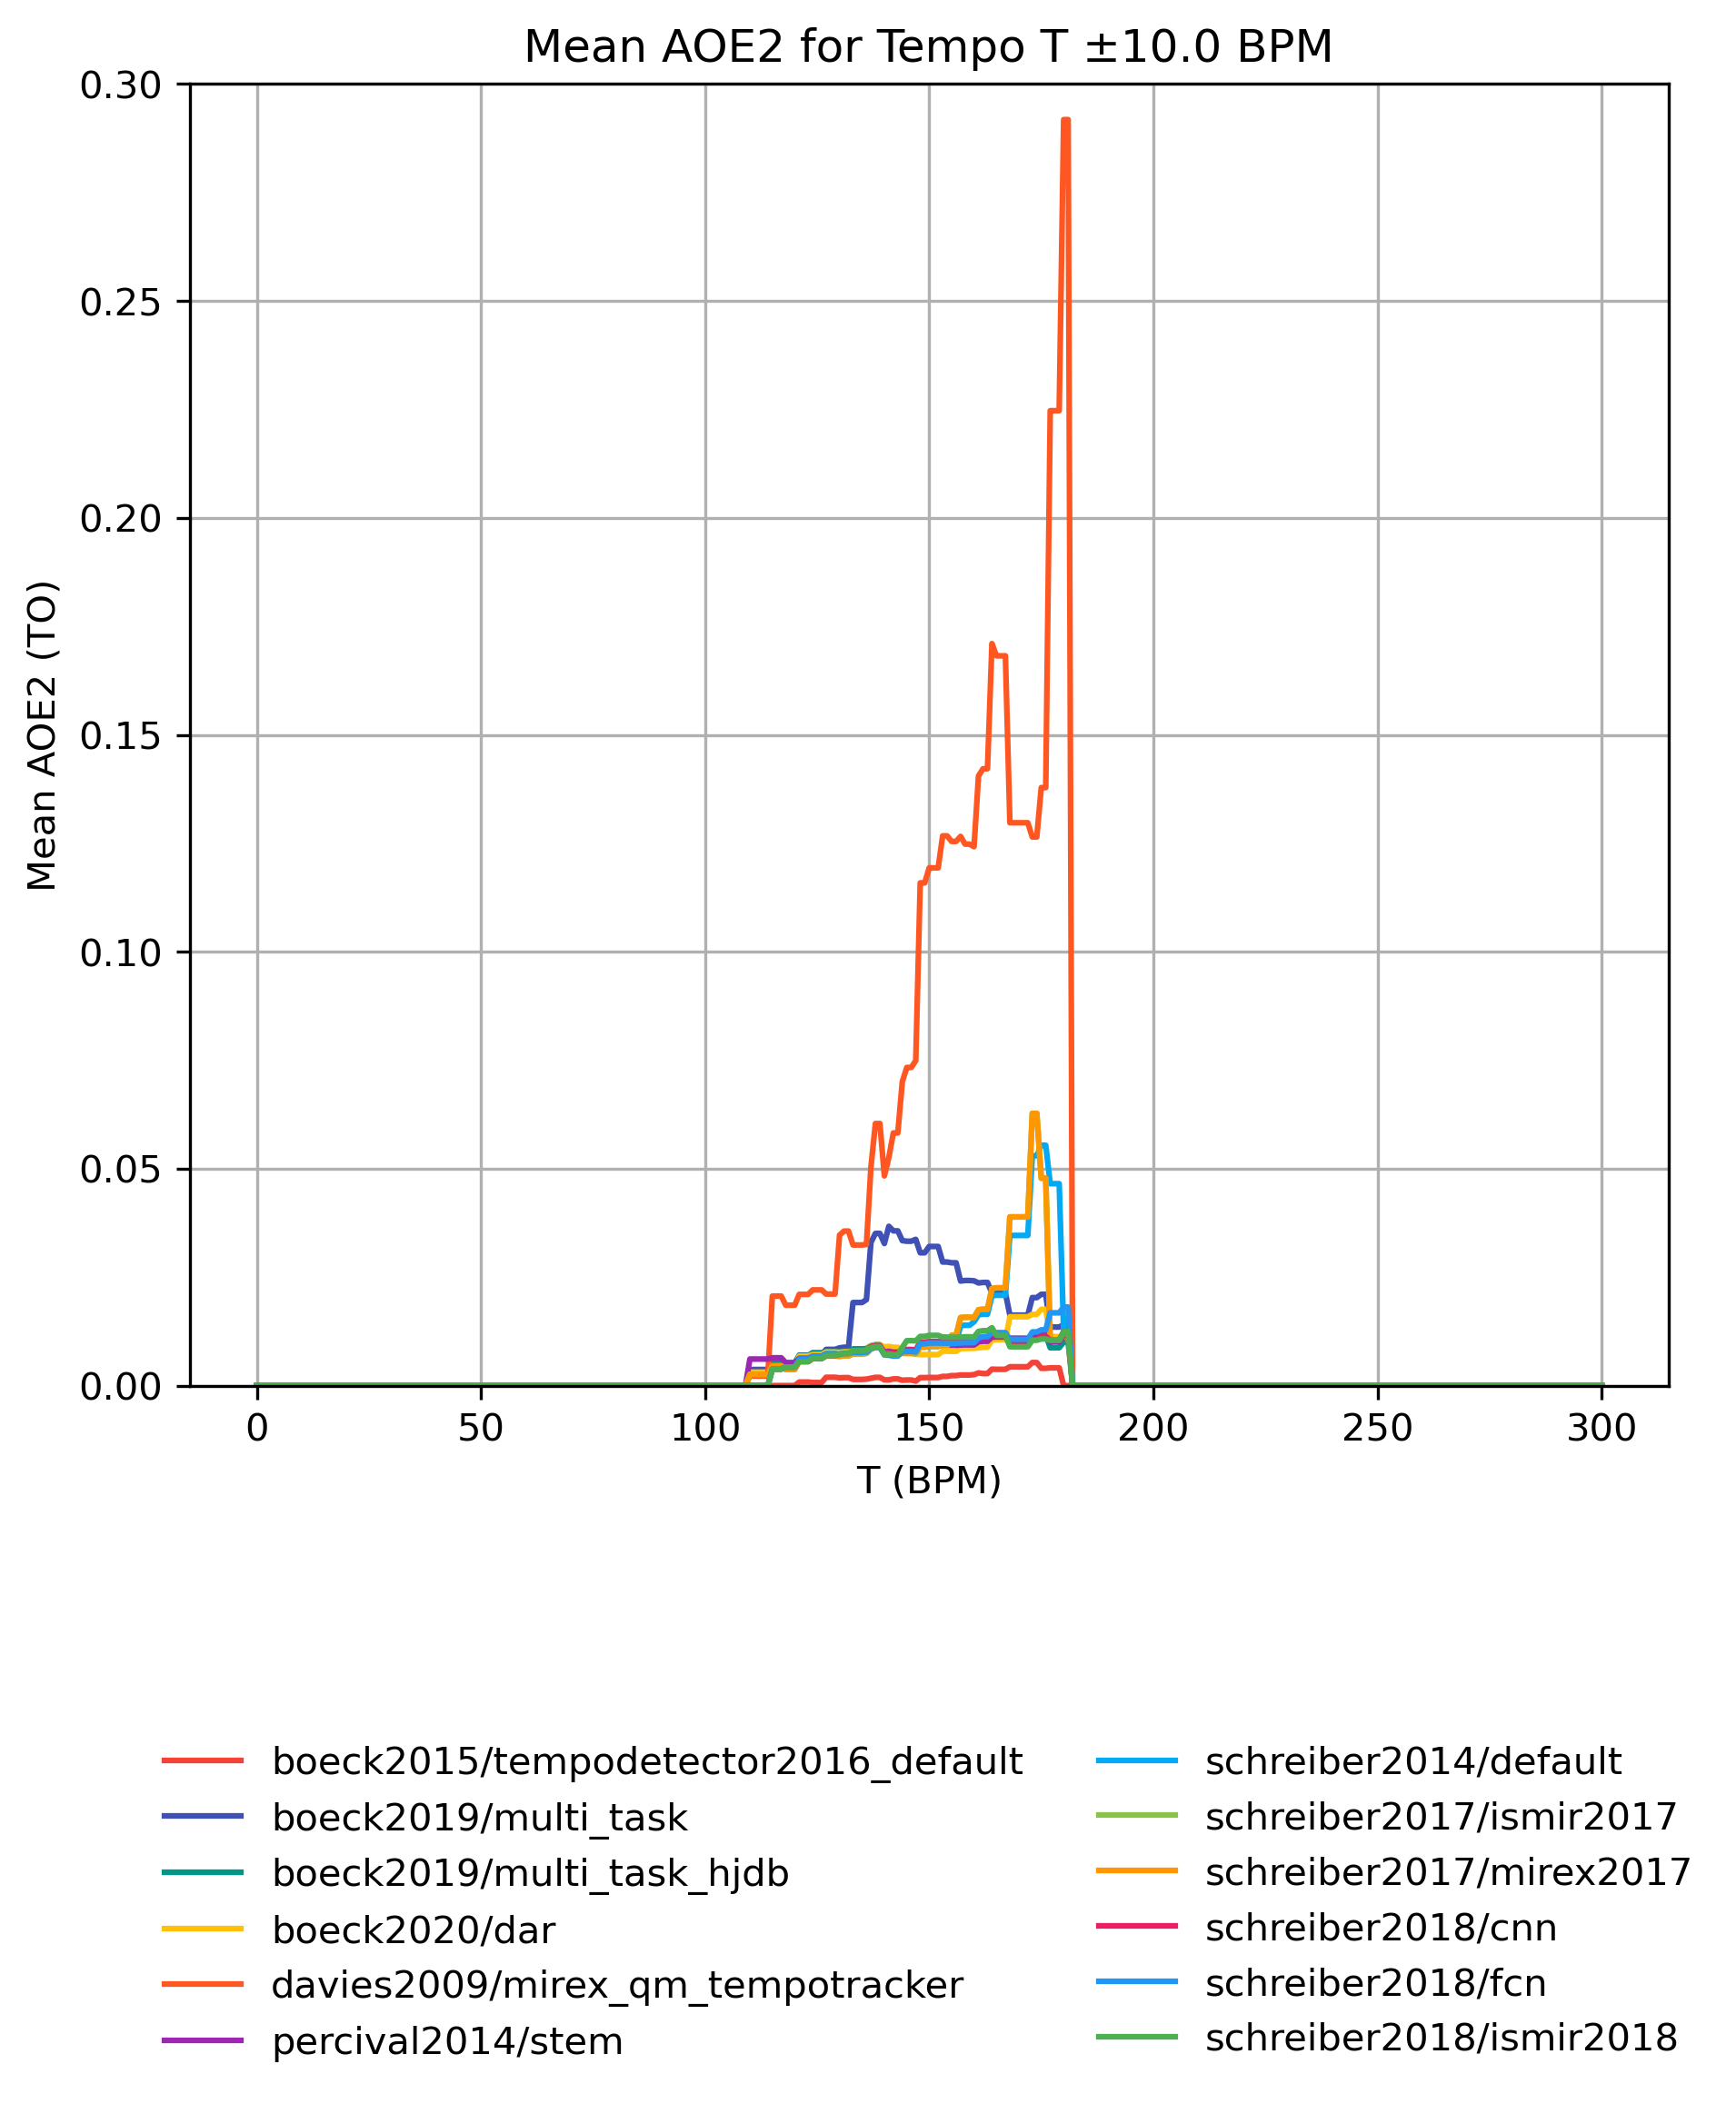 Mean AOE2 for Tempo T ±10.0 BPM
0.30
0.25
0.20
0.15
0.10
0.05
0.00
Mean AOE2 (TO)
0 50 100 150 200 250 300
T (BPM)
boeck2015/tempodetector2016_default
boeck2019/multi_task
boeck2019/multi_task_hjdb
boeck2020/dar
davies2009/mirex_qm_tempotracker
percival2014/stem
schreiber2014/default
schreiber2017/ismir2017
schreiber2017/mirex2017
schreiber2018/cnn
schreiber2018/fcn
schreiber2018/ismir2018